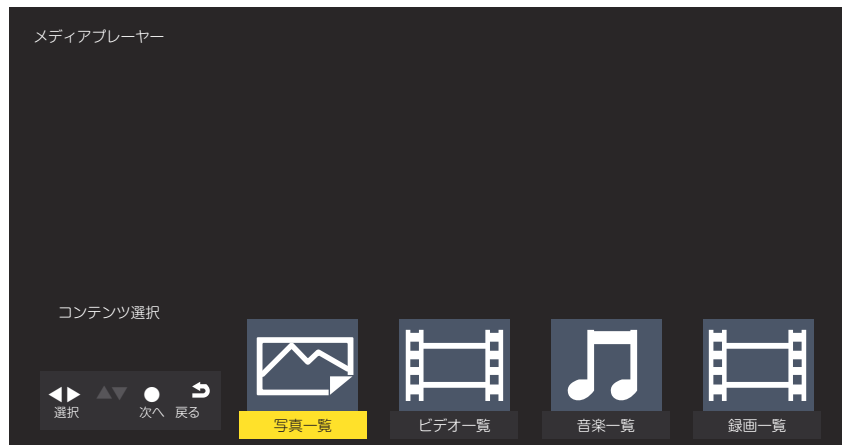 メディアプレーヤー
コンテンツ選択
選択 次へ 戻る
写真一覧 ビデオ一覧 音楽一覧 録画一覧